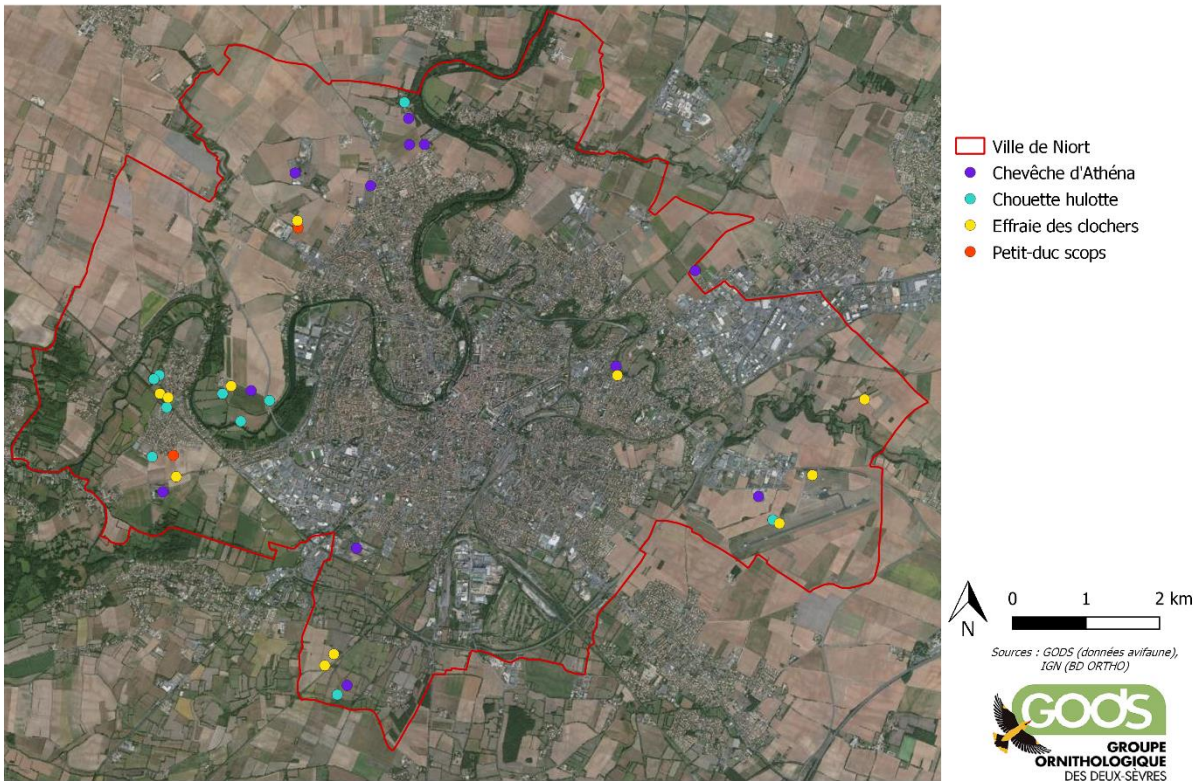 Ville de Niort
Chevêche d'Athéna
Chouette hulotte
Effraie des clochers
Petit-duc scops
0 1 2 km
N
Sources : GODS (données avifaune),
IGN (BD ORTHO)
GODS
GROUPE
ORNITHOLOGIQUE
DES DEUX-SÈVRES